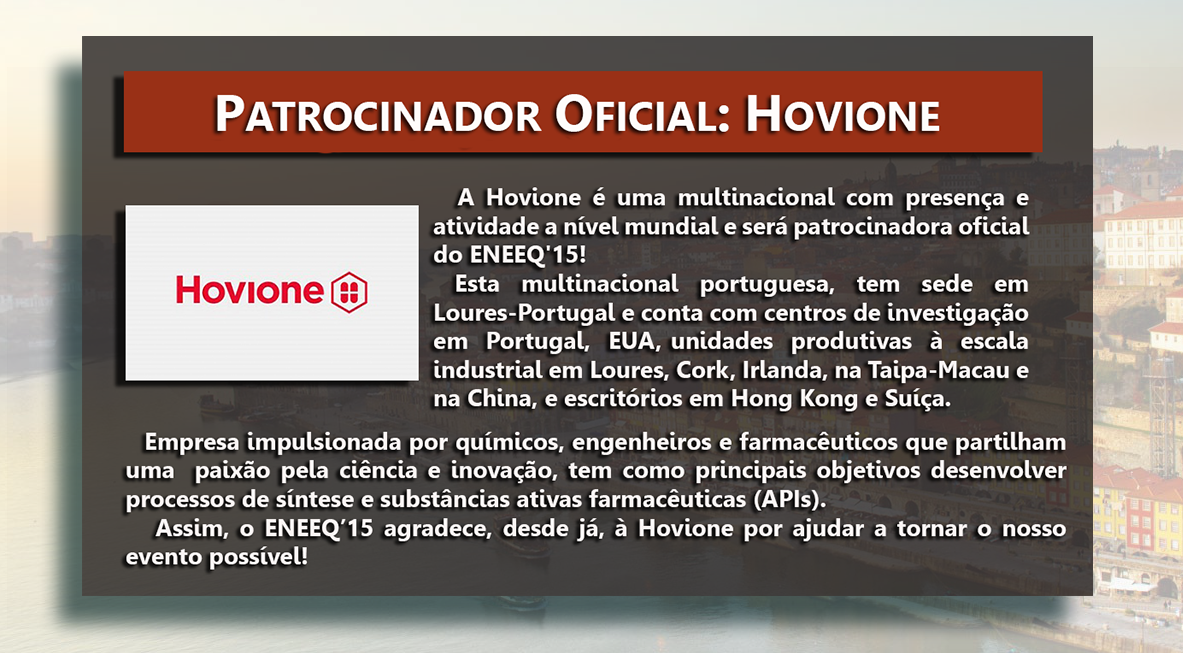 PATROCINADOR OFICIAL: HOVIONE
Hovione
A Hovione é uma multinacional com presença e
atividade a nível mundial e será patrocinadora oficial
do ENEEQ'15!
Esta multinacional portuguesa, tem sede em
Loures-Portugal e conta com centros de investigação
em Portugal, EUA, unidades produtivas à escala
industrial em Loures, Cork, Irlanda, na Taipa-Macau e
na China, e escritórios em Hong Kong e Suíça.
Empresa impulsionada por químicos, engenheiros e farmacêuticos que partilham
uma paixão pela ciência e inovação, tem como principais objetivos desenvolver
processos de síntese e substâncias ativas farmacêuticas (APIs).
Assim, o ENEEQ’15 agradece, desde já, à Hovione por ajudar a tornar o nosso
evento possível!